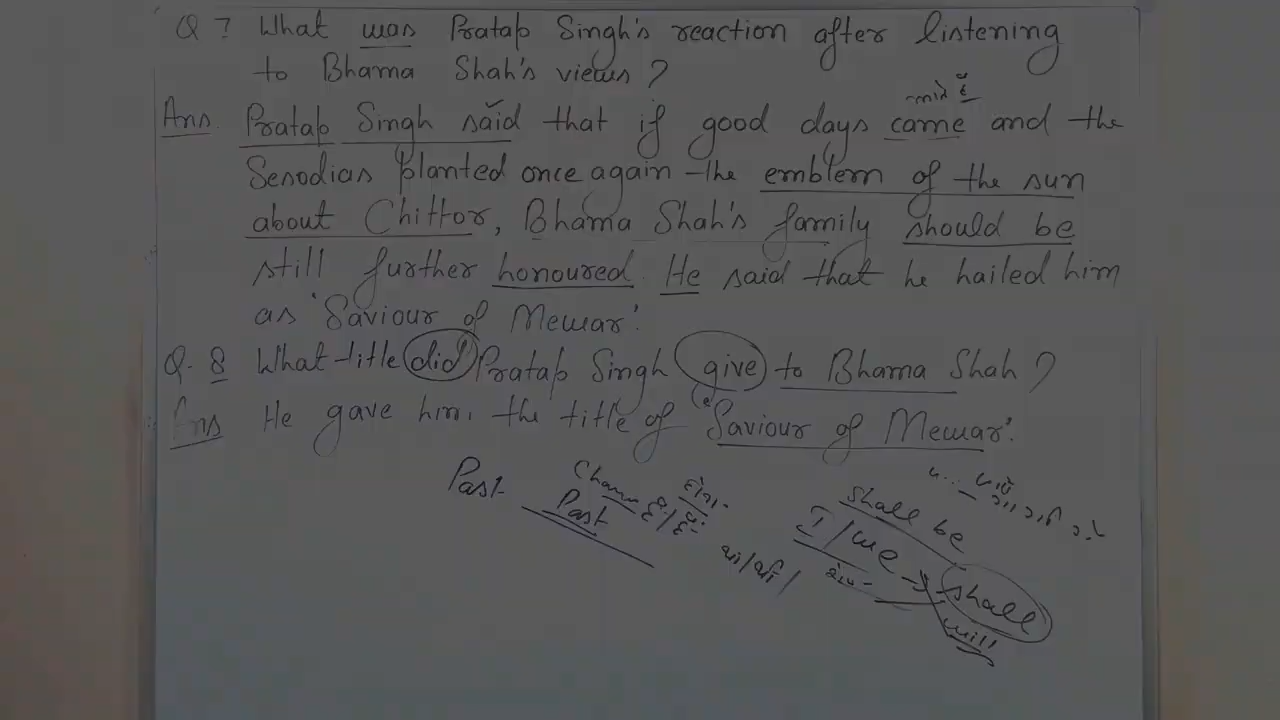 Q 7 What was Pratap Singh's reaction after listening
to Bhama Shah's views?
Ans. Pratap Singh said that if good days came and the
Sesodias planted once again the emblem of the sun
about Chittor, Bhama Shah's family should be
still further honoured. He said that he hailed him
as 'Saviour of Mewar'.
Q. 8 What title did Pratap Singh give to Bhama Shah?
Ans He gave him the title of 'Saviour of Mewar'.
Past
Past
shall be
I/we → shall
will